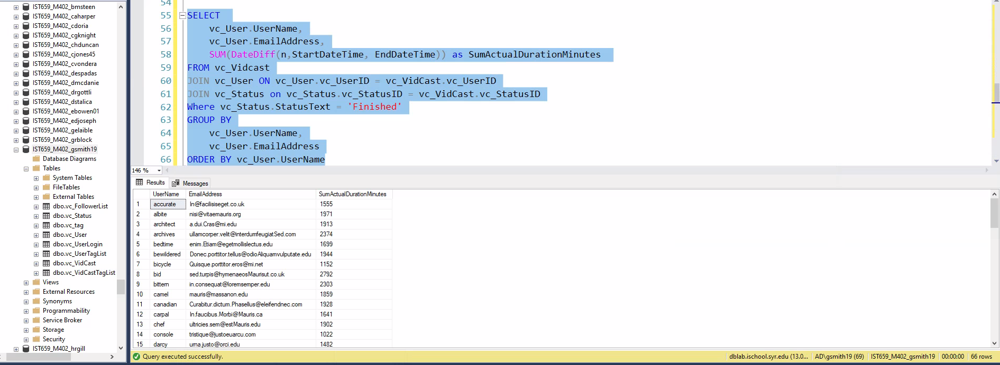 IST659_M402_bmsteen
IST659_M402_caharper
IST659_M402_cdoria
IST659_M402_cgknight
IST659_M402_chduncan
IST659_M402_cjones45
IST659_M402_cvondera
IST659_M402_despadas
IST659_M402_dmcdanie
IST659_M402_drgottli
IST659_M402_dstalica
IST659_M402_ebowen01
IST659_M402_edjoseph
IST659_M402_gelaible
IST659_M402_grblock
IST659_M402_gsmith19
Database Diagrams
Tables
System Tables
FileTables
External Tables
dbo.vc_FollowerList
dbo.vc_Status
dbo.vc_tag
dbo.vc_User
dbo.vc_UserLogin
dbo.vc_UserTagList
dbo.vc_VidCast
dbo.vc_VidCastTagList
Views
External Resources
Synonyms
Programmability
Service Broker
Storage
Security
IST659_M402_hrgill
54
55 SELECT
56 vc_User.UserName,
57 vc_User.EmailAddress,
58 SUM(DateDiff(n,StartDateTime, EndDateTime)) as SumActualDurationMinutes
59 FROM vc_Vidcast
60 JOIN vc_User ON vc_User.vc_UserID = vc_VidCast.vc_UserID
61 JOIN vc_Status on vc_Status.vc_StatusID = vc_VidCast.vc_StatusID
62 Where vc_Status.StatusText = 'Finished'
63 GROUP BY
64 vc_User.UserName,
65 vc_User.EmailAddress
66 ORDER BY vc_User.UserName
146 %
Results Messages
UserName EmailAddress SumActualDurationMinutes
1 accurate In@facilisiseget.co.uk 1555
2 albite nisi@vitaemauris.org 1971
3 architect a.dui.Cras@mi.edu 1913
4 archives ullamcorper.velit@interdumfeugiatSed.com 2374
5 bedtime enim.Etiam@egetmollislectus.edu 1699
6 bewildered Donec.porttitor.tellus@odioAliquamvulputate.edu 1944
7 bicycle Quisque.porttitor.eros@mi.net 1152
8 bid sed.turpis@hymenaeosMaurisut.co.uk 2792
9 bittern in.consequat@loremsemper.edu 2303
10 camel mauris@massanon.edu 1859
11 canadian Curabitur.dictum.Phasellus@eleifendnec.com 1928
12 carpal In.faucibus.Morbi@Mauris.ca 1641
13 chef ultricies.sem@estMauris.edu 1902
14 console tristique@justoeuarcu.com 1022
15 darcy urna.justo@orci.edu 1482
Query executed successfully. dblab.ischool.syr.edu (13.0... AD\gsmith19 (69) IST659_M402_gsmith19 00:00:00 66 rows